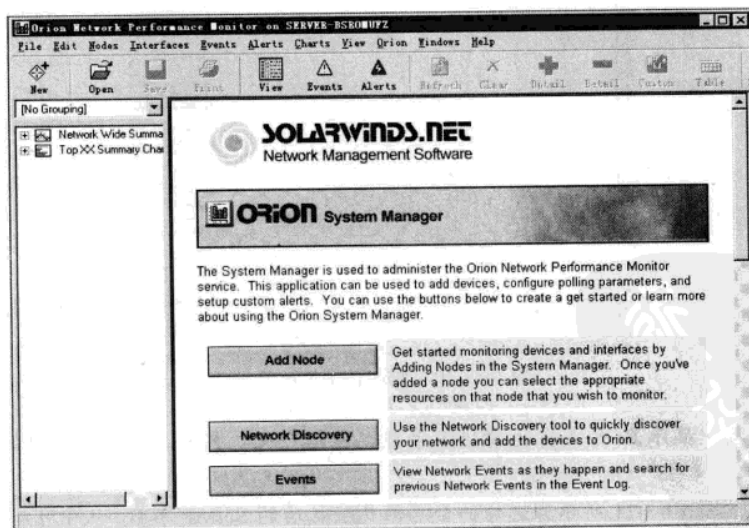 Orion Network Performance Monitor on SERVER-BSROMUFZ
File Edit Nodes Interfaces Events Alerts Charts View Orion Windows Help
New Open Save Print View Events Alerts Refresh Clear Detail Detail Custom Table
[No Grouping]
Network Wide Summa
Top XX Summary Char
SOLARWINDS.NET
Network Management Software
ORION System Manager
The System Manager is used to administer the Orion Network Performance Monitor
service. This application can be used to add devices, configure polling parameters, and
setup custom alerts. You can use the buttons below to create a get started or learn more
about using the Orion System Manager.
Add Node
Get started monitoring devices and interfaces by
Adding Nodes in the System Manager. Once you've
added a node you can select the appropriate
resources on that node that you wish to monitor.
Network Discovery
Use the Network Discovery tool to quickly discover
your network and add the devices to Orion.
Events
View Network Events as they happen and search for
previous Network Events in the Event Log.